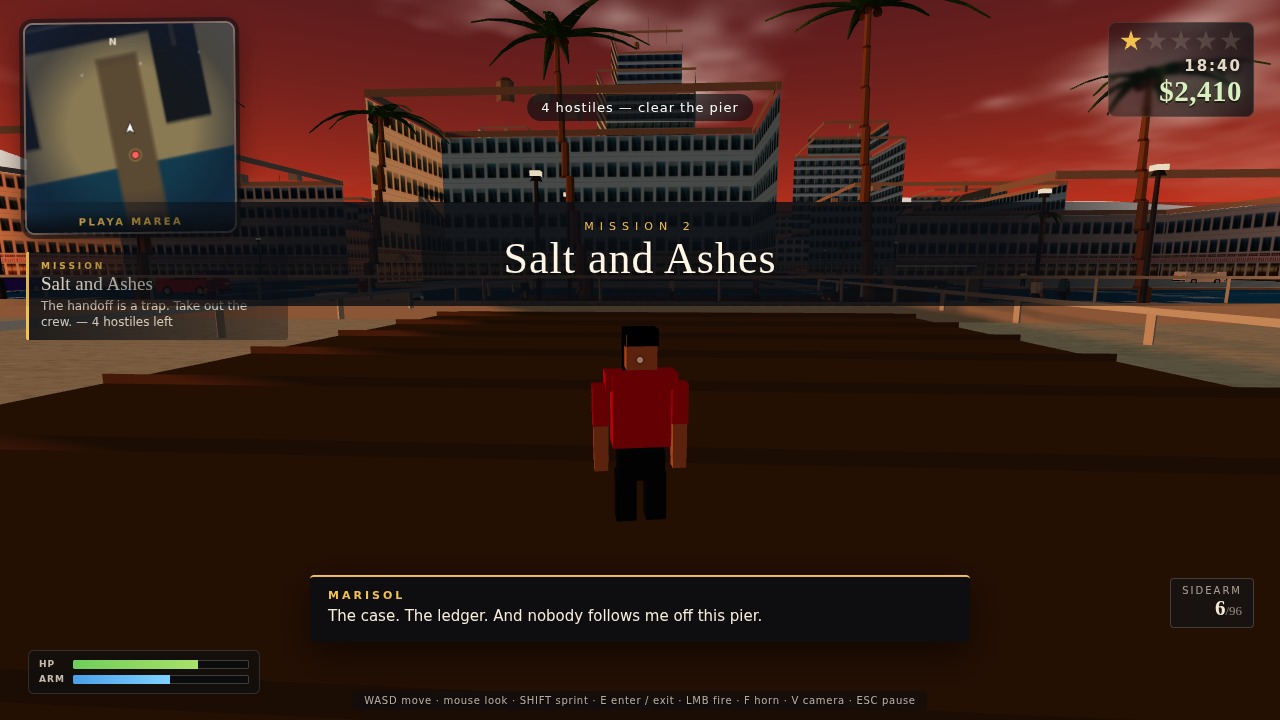 N
PLAYA MAREA
18:40
$2,410
4 hostiles — clear the pier
MISSION 2
Salt and Ashes
MISSION
Salt and Ashes
The handoff is a trap. Take out the
crew. — 4 hostiles left
MARISOL
The case. The ledger. And nobody follows me off this pier.
SIDEARM
6/96
HP
ARM
WASD move · mouse look · SHIFT sprint · E enter / exit · LMB fire · F horn · V camera · ESC pause